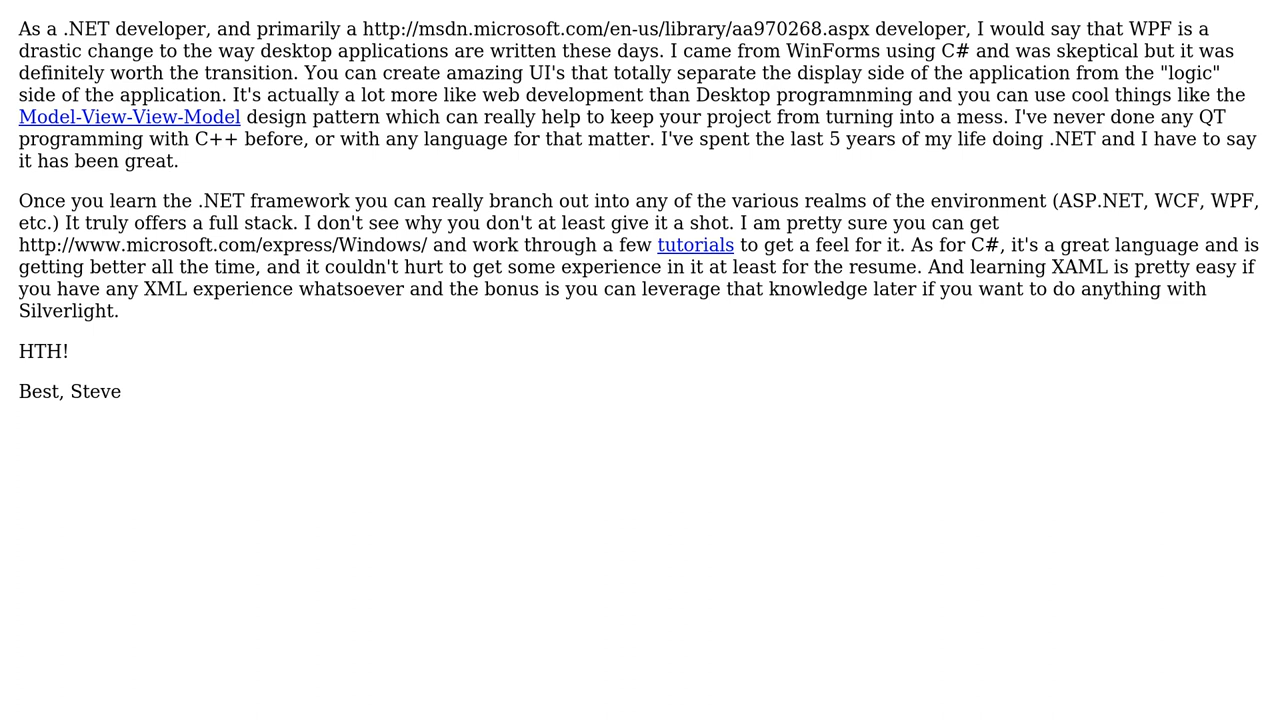 As a .NET developer, and primarily a http://msdn.microsoft.com/en-us/library/aa970268.aspx developer, I would say that WPF is a
drastic change to the way desktop applications are written these days. I came from WinForms using C# and was skeptical but it was
definitely worth the transition. You can create amazing UI's that totally separate the display side of the application from the "logic"
side of the application. It's actually a lot more like web development than Desktop programnming and you can use cool things like the
Model-View-View-Model design pattern which can really help to keep your project from turning into a mess. I've never done any QT
programming with C++ before, or with any language for that matter. I've spent the last 5 years of my life doing .NET and I have to say
it has been great.
Once you learn the .NET framework you can really branch out into any of the various realms of the environment (ASP.NET, WCF, WPF,
etc.) It truly offers a full stack. I don't see why you don't at least give it a shot. I am pretty sure you can get
http://www.microsoft.com/express/Windows/ and work through a few tutorials to get a feel for it. As for C#, it's a great language and is
getting better all the time, and it couldn't hurt to get some experience in it at least for the resume. And learning XAML is pretty easy if
you have any XML experience whatsoever and the bonus is you can leverage that knowledge later if you want to do anything with
Silverlight.
HTH!
Best, Steve